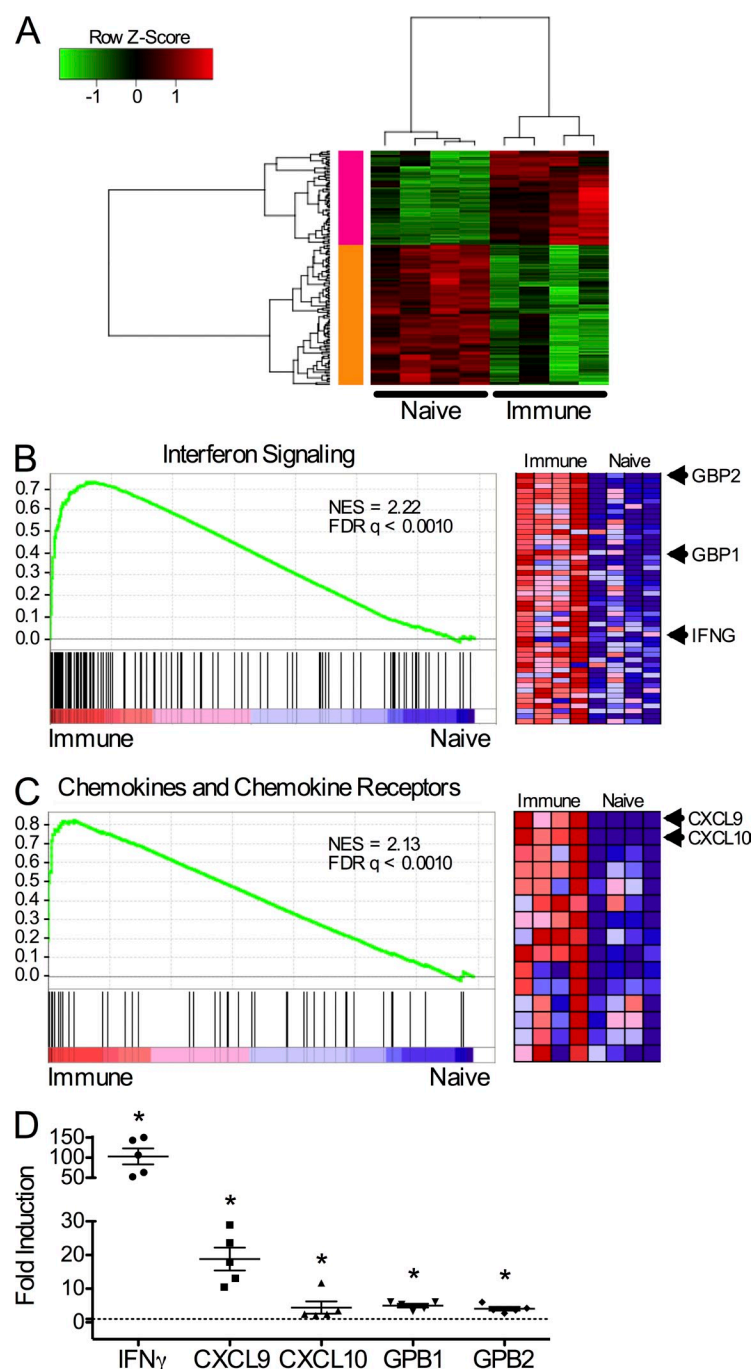 A
Row Z-Score
-1 0 1
Naive Immune
B
Interferon Signaling
NES = 2.22
FDR q < 0.0010
0.7
0.6
0.5
0.4
0.3
0.2
0.1
0.0
Immune Naive
Immune Naive
GBP2
GBP1
IFNG
C
Chemokines and Chemokine Receptors
NES = 2.13
FDR q < 0.0010
0.8
0.7
0.6
0.5
0.4
0.3
0.2
0.1
0.0
Immune Naive
Immune Naive
CXCL9
CXCL10
D
Fold Induction
150
100
50
30
20
10
0
* * * * *
IFNγ CXCL9 CXCL10 GPB1 GPB2